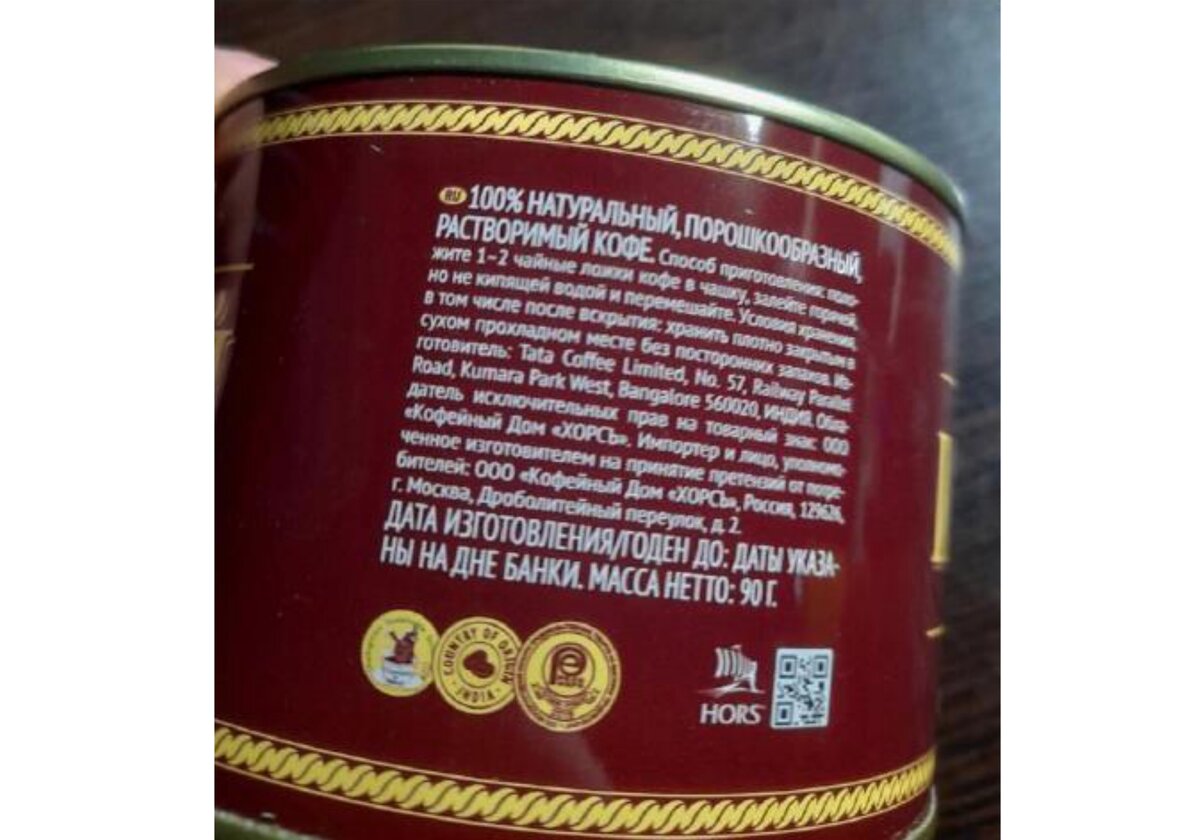 RU 100% НАТУРАЛЬНЫЙ, ПОРОШКООБРАЗНЫЙ,
РАСТВОРИМЫЙ КОФЕ. Способ приготовления: поло-
жите 1–2 чайные ложки кофе в чашку, залейте горячей,
но не кипящей водой и перемешайте. Условия хранения,
в том числе после вскрытия: хранить плотно закрытым в
сухом прохладном месте без посторонних запахов. Из-
готовитель: Tata Coffee Limited, No. 57, Railway Parallel
Road, Kumara Park West, Bangalore 560020, ИНДИЯ. Обла-
датель исключительных прав на товарный знак: ООО
«Кофейный Дом «ХОРСЪ». Импортер и лицо, уполномо-
ченное изготовителем на принятие претензий от потре-
бителей: ООО «Кофейный Дом «ХОРСЪ», Россия, 129626,
г. Москва, Дроболитейный переулок, д. 2.
ДАТА ИЗГОТОВЛЕНИЯ/ГОДЕН ДО: ДАТЫ УКАЗА-
НЫ НА ДНЕ БАНКИ. МАССА НЕТТО: 90 Г.
COUNTRY OF ORIGIN
INDIA
HORS